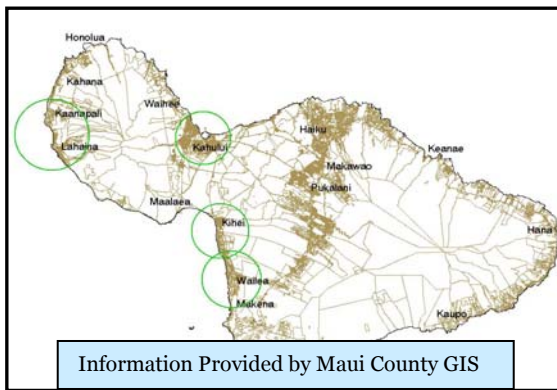 Honolua
Kahana
Kaanapali
Waihee
Lahaina
Kahului
Haiku
Keanae
Makawao
Pukalani
Maalaea
Kihei
Hana
Wailea
Makena
Kaupo
Information Provided by Maui County GIS